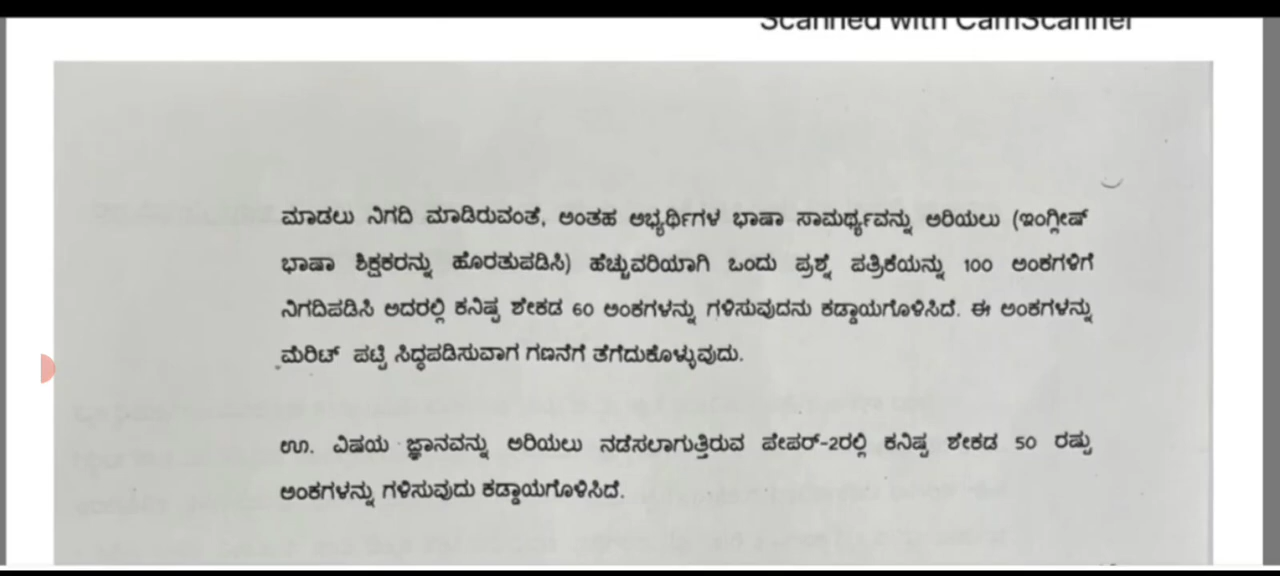 Scanned with CamScanner
ಮಾಡಲು ನಿಗದಿ ಮಾಡಿರುವಂತೆ, ಅಂತಹ ಅಭ್ಯರ್ಥಿಗಳ ಭಾಷಾ ಸಾಮರ್ಥ್ಯವನ್ನು ಅರಿಯಲು (ಇಂಗ್ಲೀಷ್
ಭಾಷಾ ಶಿಕ್ಷಕರನ್ನು ಹೊರತುಪಡಿಸಿ) ಹೆಚ್ಚುವರಿಯಾಗಿ ಒಂದು ಪ್ರಶ್ನೆ ಪತ್ರಿಕೆಯನ್ನು 100 ಅಂಕಗಳಿಗೆ
ನಿಗದಿಪಡಿಸಿ ಅದರಲ್ಲಿ ಕನಿಷ್ಠ ಶೇಕಡ 60 ಅಂಕಗಳನ್ನು ಗಳಿಸುವುದನು ಕಡ್ಡಾಯಗೊಳಿಸಿದೆ. ಈ ಅಂಕಗಳನ್ನು
ಮೆರಿಟ್ ಪಟ್ಟಿ ಸಿದ್ಧಪಡಿಸುವಾಗ ಗಣನೆಗೆ ತೆಗೆದುಕೊಳ್ಳುವುದು.
ಊ. ವಿಷಯ ಜ್ಞಾನವನ್ನು ಅರಿಯಲು ನಡೆಸಲಾಗುತ್ತಿರುವ ಪೇಪರ್-2ರಲ್ಲಿ ಕನಿಷ್ಠ ಶೇಕಡ 50 ರಷ್ಟು
ಅಂಕಗಳನ್ನು ಗಳಿಸುವುದು ಕಡ್ಡಾಯಗೊಳಿಸಿದೆ.